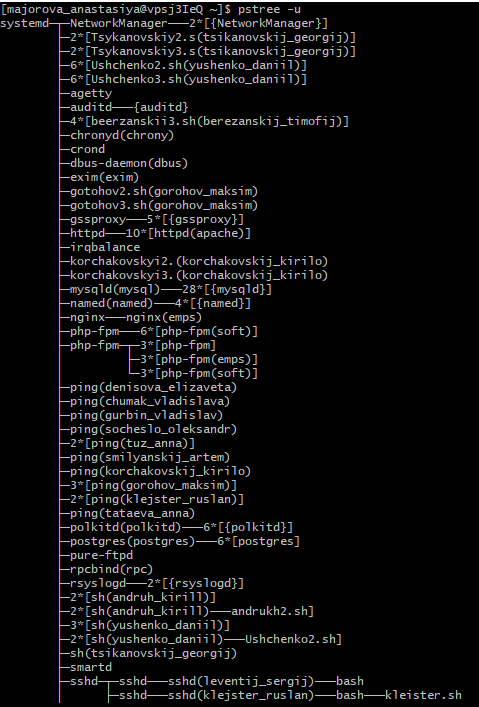 [majorova_anastasiya@vpsj3IeQ ~]$ pstree -u
systemd─┬─NetworkManager───2*[{NetworkManager}]
├─2*[Tsykanovskiy2.s(tsikanovskij_georgij)]
├─2*[Tsykanovskiy3.s(tsikanovskij_georgij)]
├─6*[Ushchenko2.sh(yushenko_daniil)]
├─6*[Ushchenko3.sh(yushenko_daniil)]
├─agetty
├─auditd───{auditd}
├─4*[beerzanskii3.sh(berezanskij_timofij)]
├─chronyd(chrony)
├─crond
├─dbus-daemon(dbus)
├─exim(exim)
├─gotohov2.sh(gorohov_maksim)
├─gotohov3.sh(gorohov_maksim)
├─gssproxy───5*[{gssproxy}]
├─httpd───10*[httpd(apache)]
├─irqbalance
├─korchakovskyi2.(korchakovskij_kirilo)
├─korchakovskyi3.(korchakovskij_kirilo)
├─mysqld(mysql)───28*[{mysqld}]
├─named(named)───4*[{named}]
├─nginx───nginx(emps)
├─php-fpm───6*[php-fpm(soft)]
├─php-fpm─┬─3*[php-fpm]
│ ├─3*[php-fpm(emps)]
│ └─3*[php-fpm(soft)]
├─ping(denisova_elizaveta)
├─ping(chumak_vladislava)
├─ping(gurbin_vladislav)
├─ping(socheslo_oleksandr)
├─2*[ping(tuz_anna)]
├─ping(smilyanskij_artem)
├─ping(korchakovskij_kirilo)
├─3*[ping(gorohov_maksim)]
├─2*[ping(klejster_ruslan)]
├─ping(tataeva_anna)
├─polkitd(polkitd)───6*[{polkitd}]
├─postgres(postgres)───6*[postgres]
├─pure-ftpd
├─rpcbind(rpc)
├─rsyslogd───2*[{rsyslogd}]
├─2*[sh(andruh_kirill)]
├─2*[sh(andruh_kirill)───andrukh2.sh]
├─3*[sh(yushenko_daniil)]
├─2*[sh(yushenko_daniil)───Ushchenko2.sh]
├─sh(tsikanovskij_georgij)
├─smartd
├─sshd─┬─sshd───sshd(leventij_sergij)───bash
│ ├─sshd───sshd(klejster_ruslan)───bash───kleister.sh